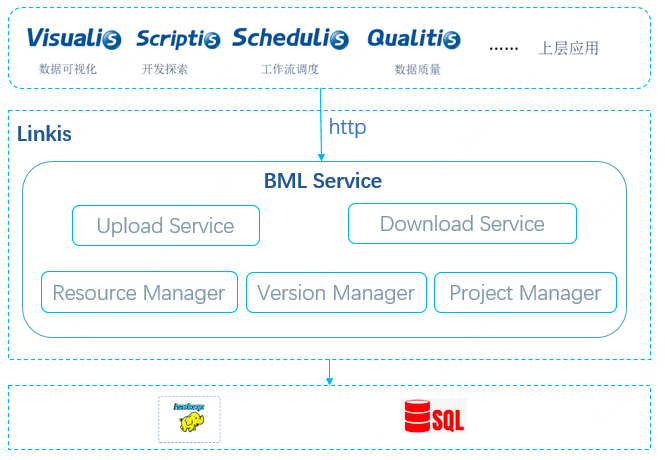 Visualis Scriptis Schedulis Qualitis
…… 上层应用
数据可视化 开发探索 工作流调度 数据质量
http
Linkis
BML Service
Upload Service Download Service
Resource Manager Version Manager Project Manager
hadoop SQL